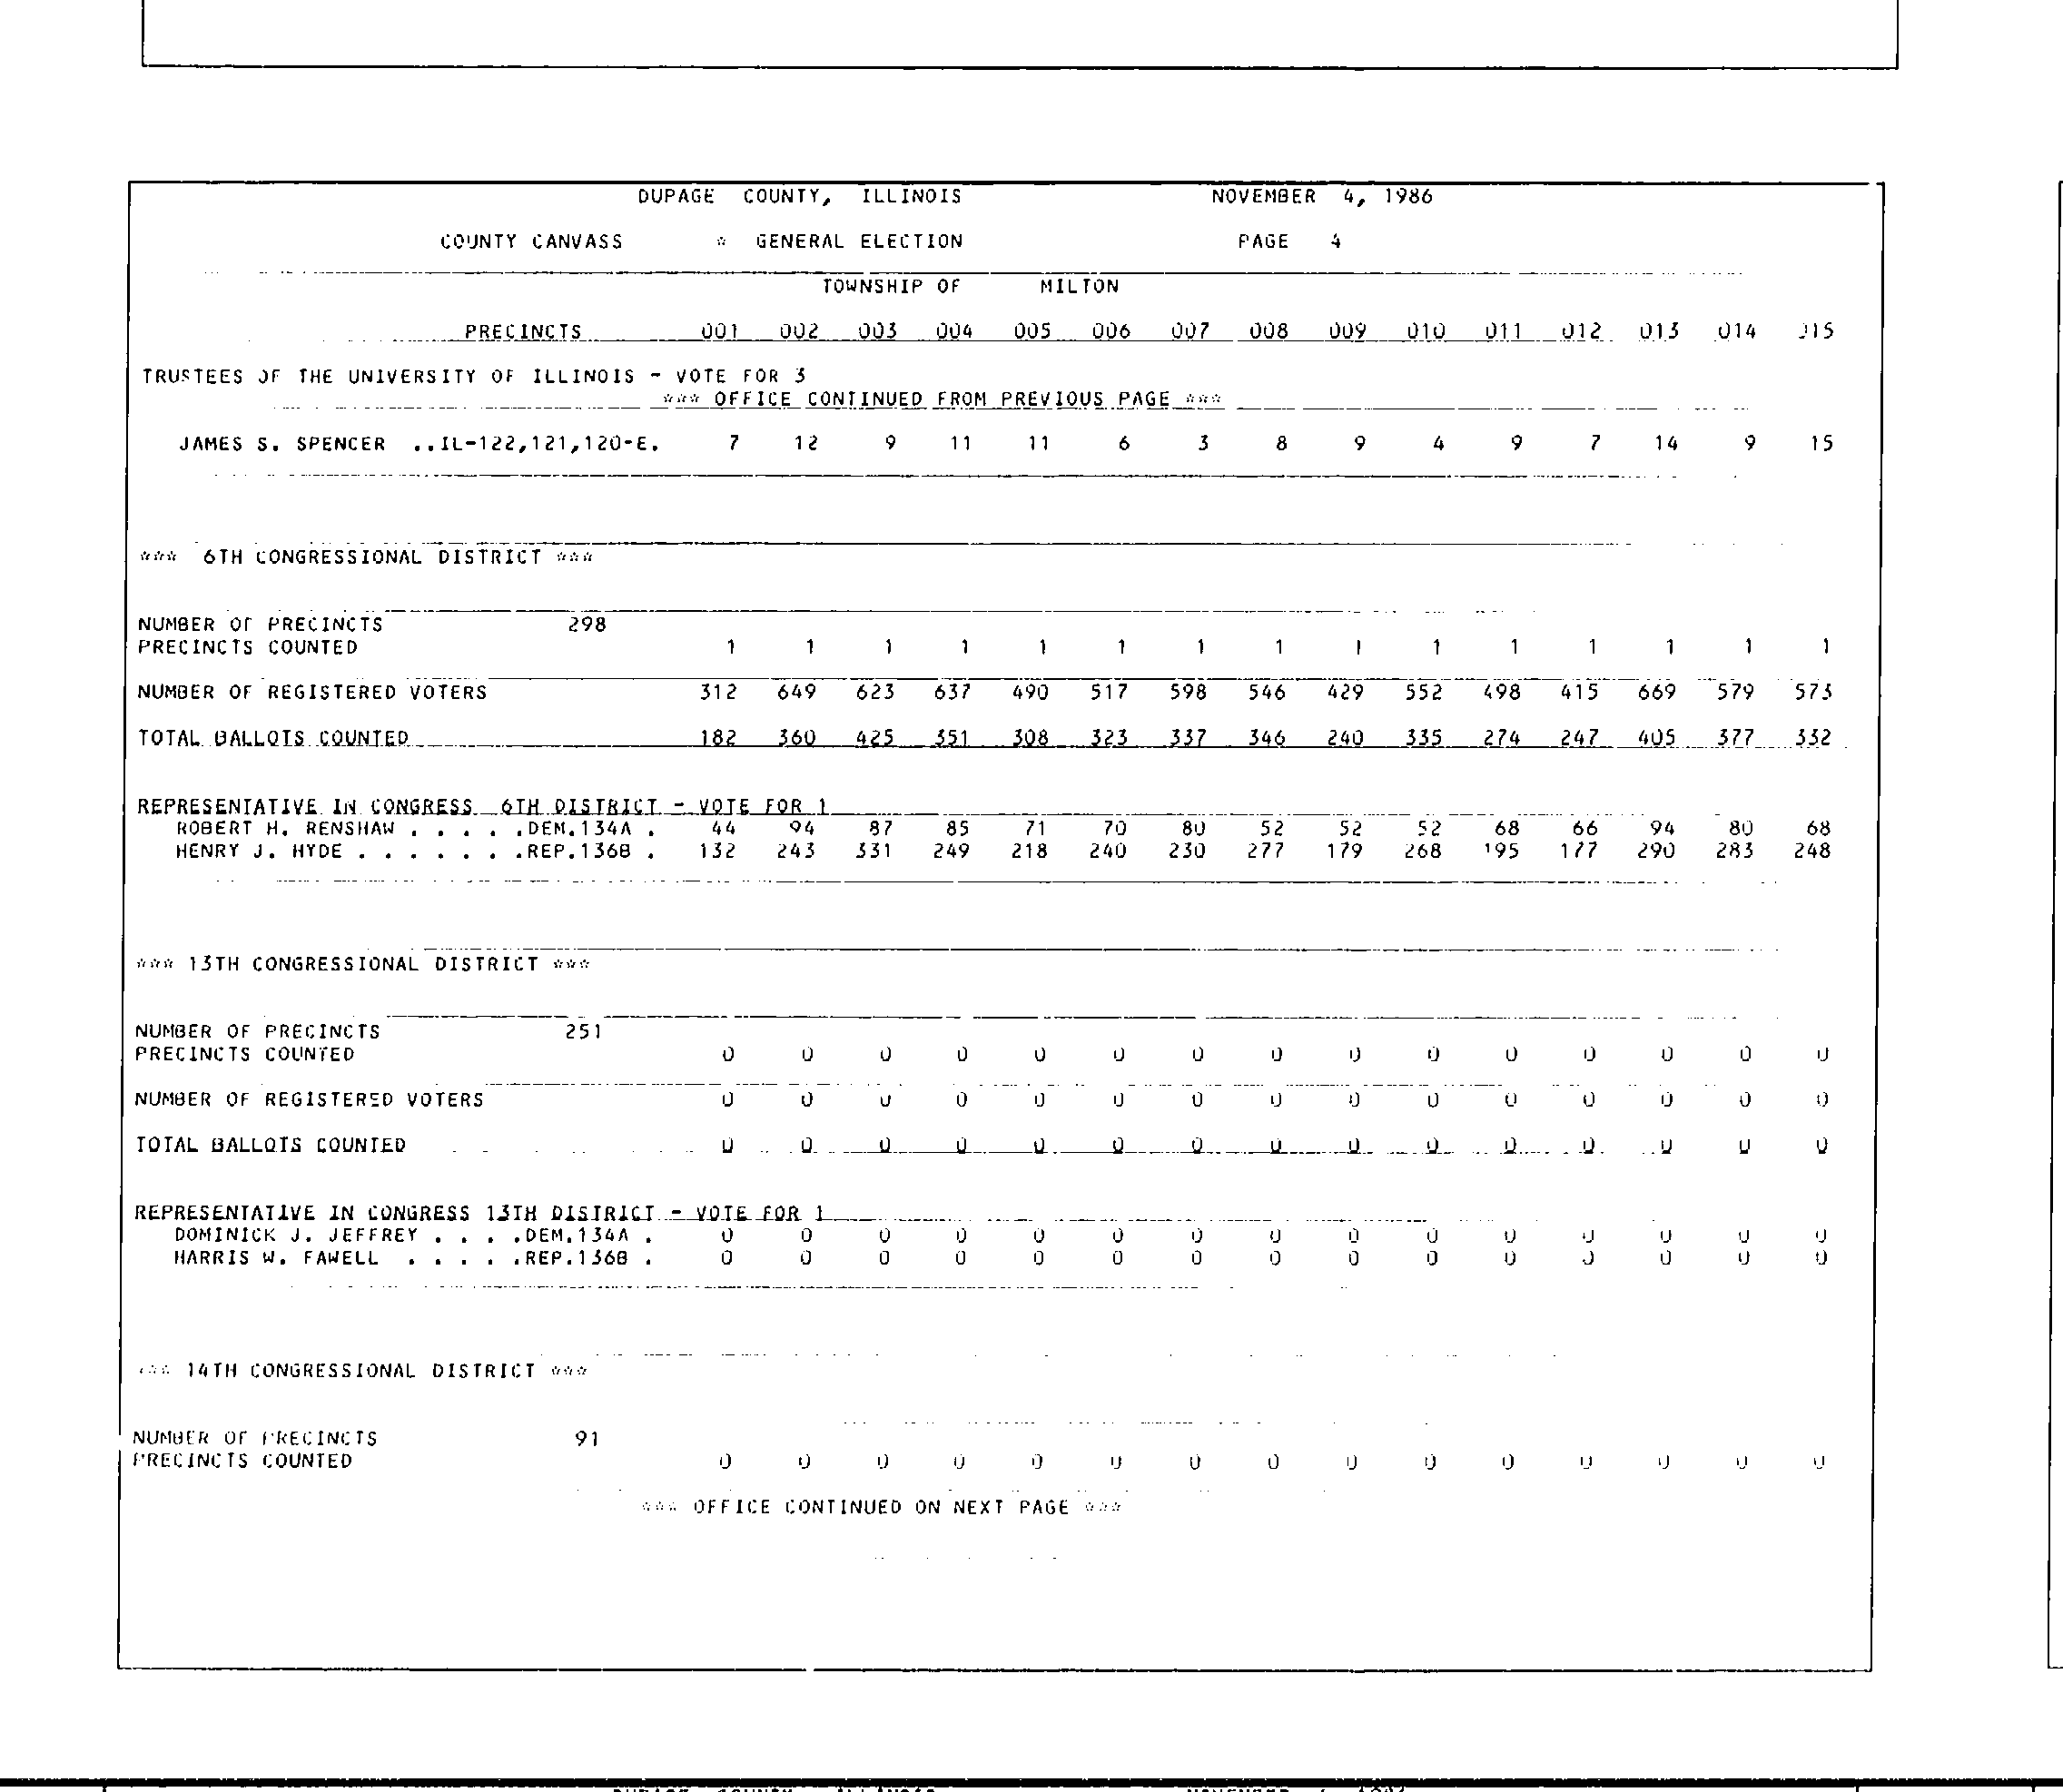 DUPAGE COUNTY, ILLINOIS NOVEMBER 4, 1986
COUNTY CANVASS * GENERAL ELECTION PAGE 4
TOWNSHIP OF MILTON
PRECINCTS 001 002 003 004 005 006 007 008 009 010 011 012 013 014 015
TRUSTEES OF THE UNIVERSITY OF ILLINOIS - VOTE FOR 3
*** OFFICE CONTINUED FROM PREVIOUS PAGE ***
JAMES S. SPENCER ..IL-122,121,120-E. 7 12 9 11 11 6 3 8 9 4 9 7 14 9 15
*** 6TH CONGRESSIONAL DISTRICT ***
NUMBER OF PRECINCTS 298
PRECINCTS COUNTED 1 1 1 1 1 1 1 1 1 1 1 1 1 1 1
NUMBER OF REGISTERED VOTERS 312 649 623 637 490 517 598 546 429 552 498 415 669 579 573
TOTAL BALLOTS COUNTED 182 360 425 351 308 323 337 346 240 335 274 247 405 377 332
REPRESENTATIVE IN CONGRESS 6TH DISTRICT - VOTE FOR 1
ROBERT H. RENSHAW . . . . .DEM.134A . 44 94 87 85 71 70 80 52 52 52 68 66 94 80 68
HENRY J. HYDE . . . . . . .REP.136B . 132 243 331 249 218 240 230 277 179 268 195 177 290 283 248
*** 13TH CONGRESSIONAL DISTRICT ***
NUMBER OF PRECINCTS 251
PRECINCTS COUNTED 0 0 0 0 0 0 0 0 0 0 0 0 0 0 0
NUMBER OF REGISTERED VOTERS 0 0 0 0 0 0 0 0 0 0 0 0 0 0 0
TOTAL BALLOTS COUNTED 0 0 0 0 0 0 0 0 0 0 0 0 0 0 0
REPRESENTATIVE IN CONGRESS 13TH DISTRICT - VOTE FOR 1
DOMINICK J. JEFFREY . . . .DEM.134A . 0 0 0 0 0 0 0 0 0 0 0 0 0 0 0
HARRIS W. FAWELL . . . . .REP.136B . 0 0 0 0 0 0 0 0 0 0 0 0 0 0 0
*** 14TH CONGRESSIONAL DISTRICT ***
NUMBER OF PRECINCTS 91
PRECINCTS COUNTED 0 0 0 0 0 0 0 0 0 0 0 0 0 0 0
*** OFFICE CONTINUED ON NEXT PAGE ***